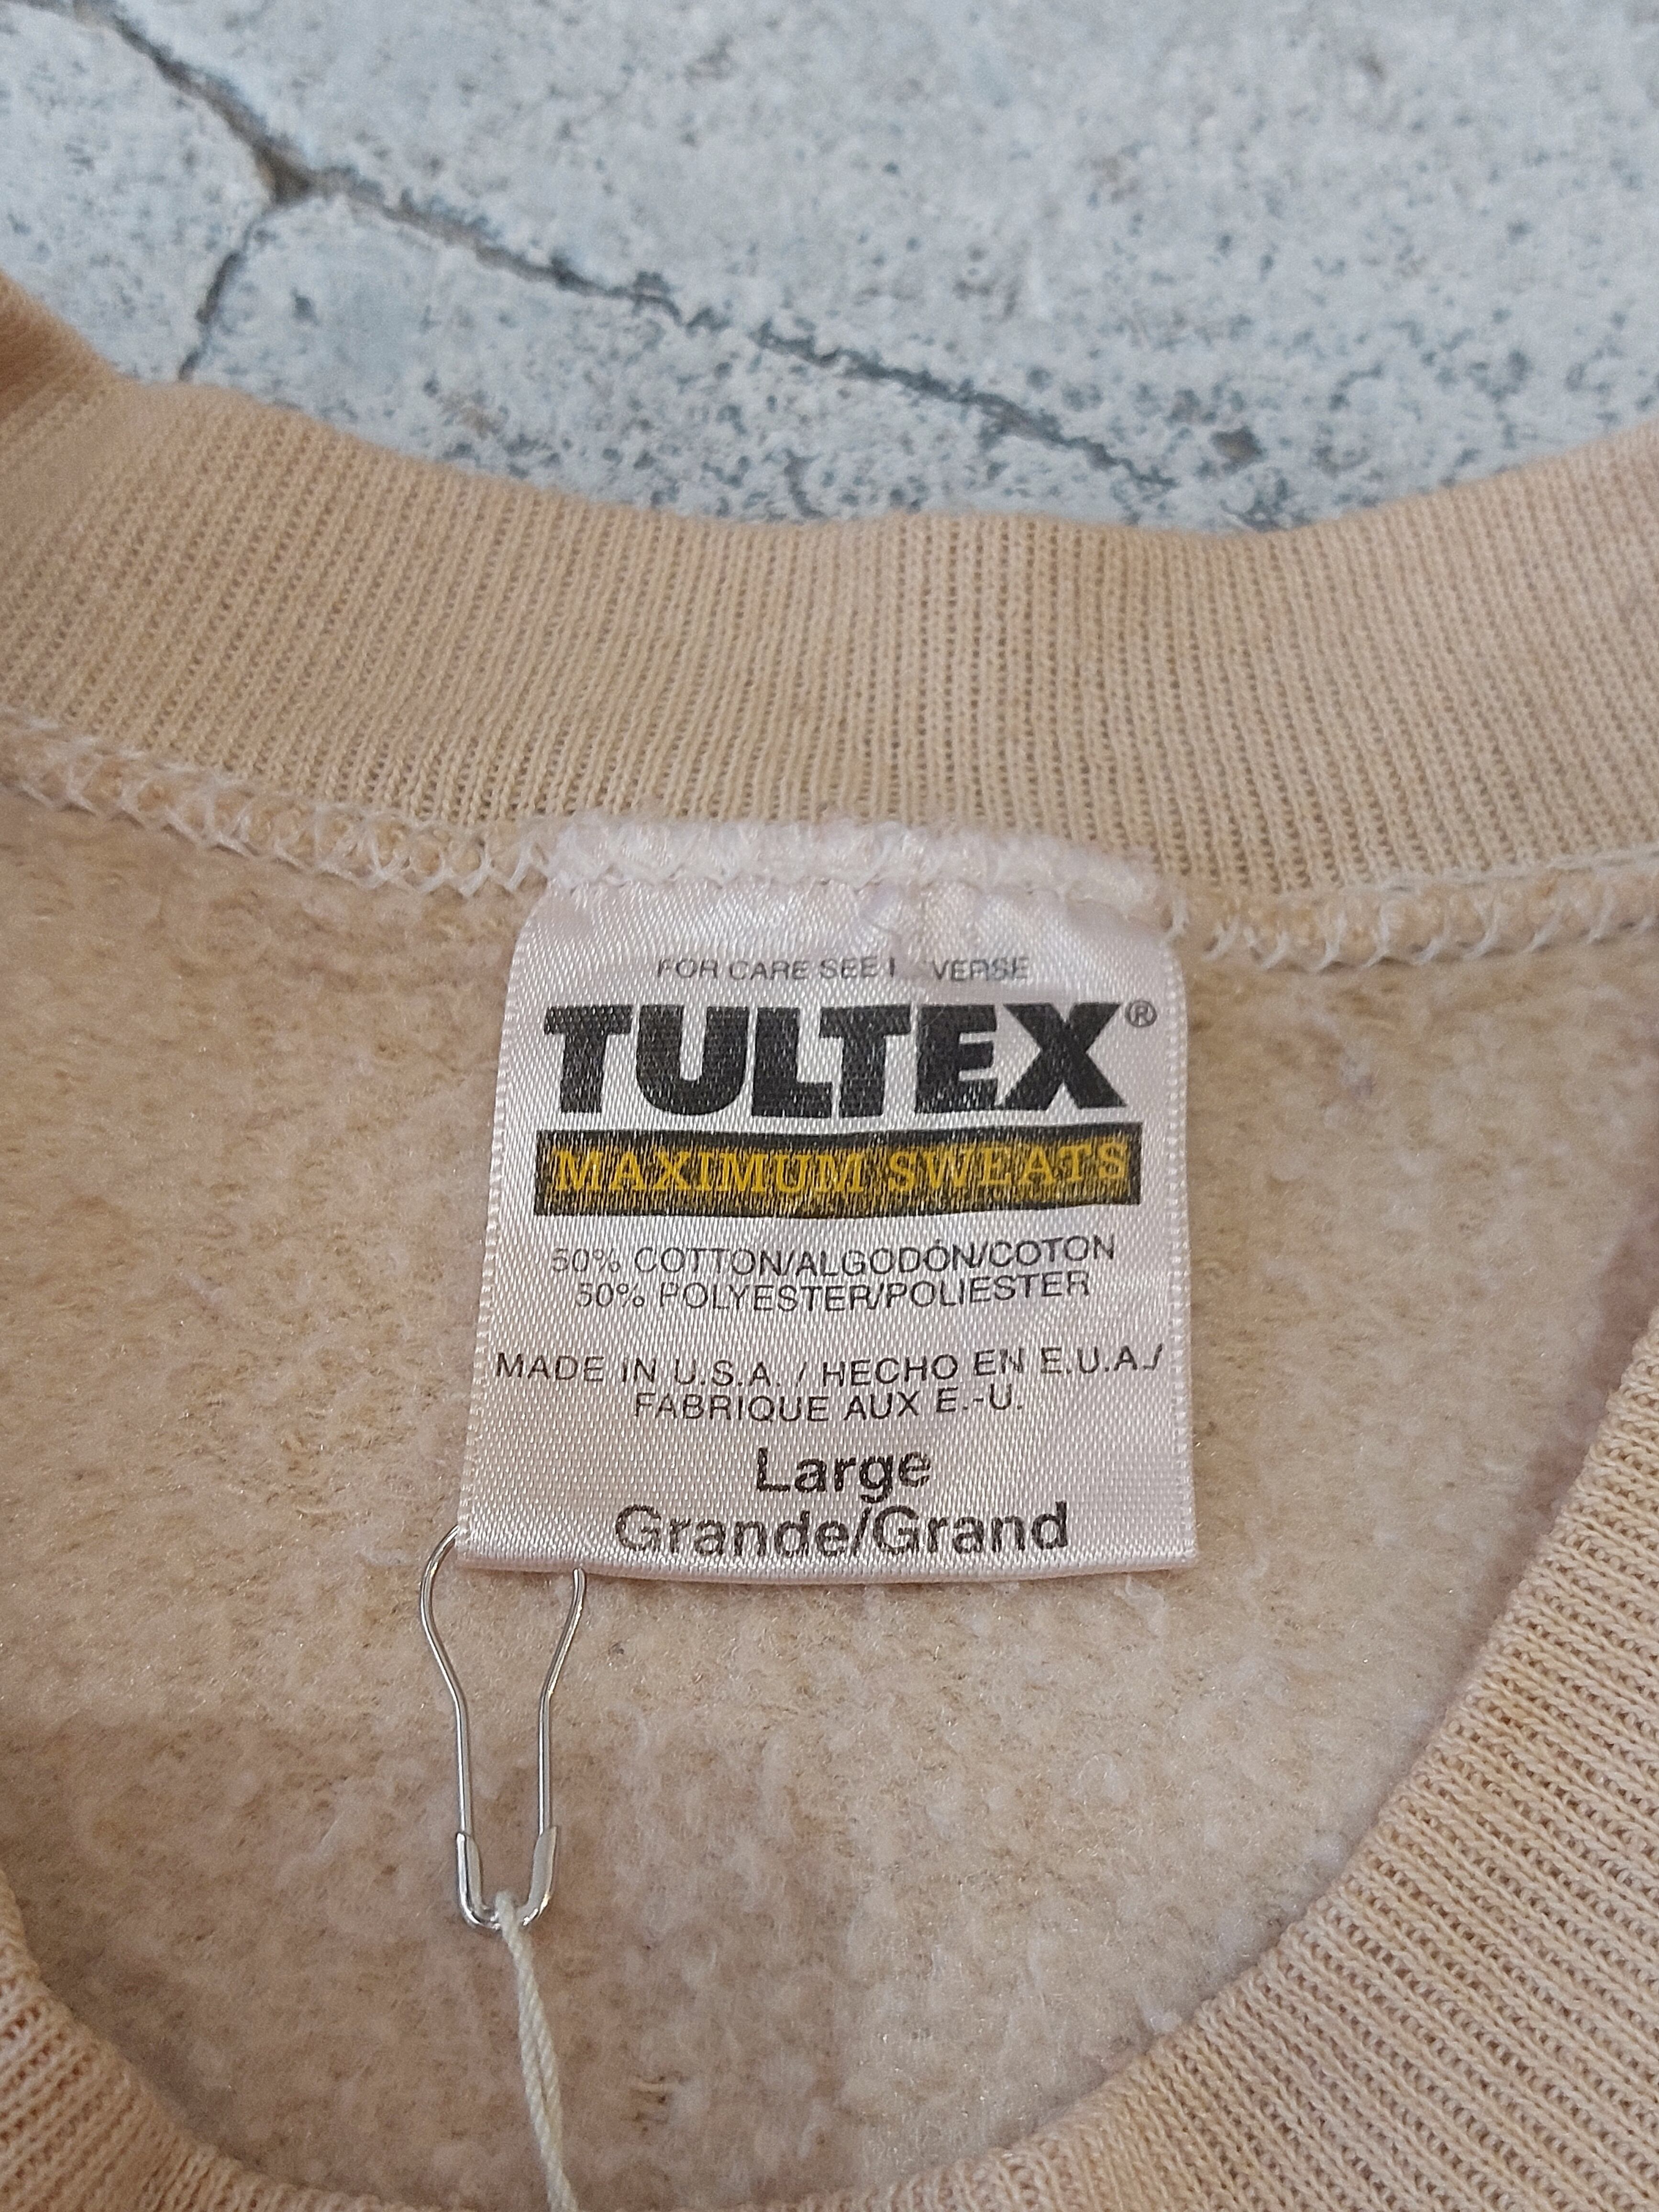 FOR CARE SEE VERSE
TULTEX®
MAXIMUM SWEATS
50% COTTON/ALGODÓN/COTON
50% POLYESTER/POLIESTER
MADE IN U.S.A. / HECHO EN E.U.A./
FABRIQUE AUX E.-U.
Large
Grande/Grand